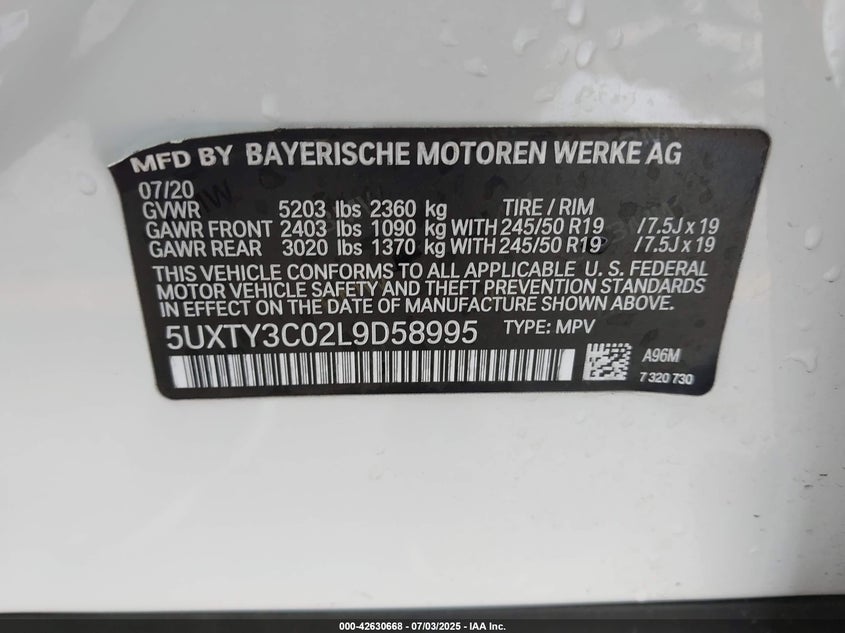 MFD BY BAYERISCHE MOTOREN WERKE AG
07/20
GVWR 5203 lbs 2360 kg TIRE / RIM
GAWR FRONT 2403 lbs 1090 kg WITH 245/50 R19 / 7.5J x 19
GAWR REAR 3020 lbs 1370 kg WITH 245/50 R19 / 7.5J x 19
THIS VEHICLE CONFORMS TO ALL APPLICABLE U. S. FEDERAL
MOTOR VEHICLE SAFETY AND THEFT PREVENTION STANDARDS
IN EFFECT ON THE DATE OF MANUFACTURE SHOWN ABOVE.
5UXTY3C02L9D58995 TYPE: MPV
A96M
7 320 730
000-42630668 - 07/03/2025 - IAA Inc.